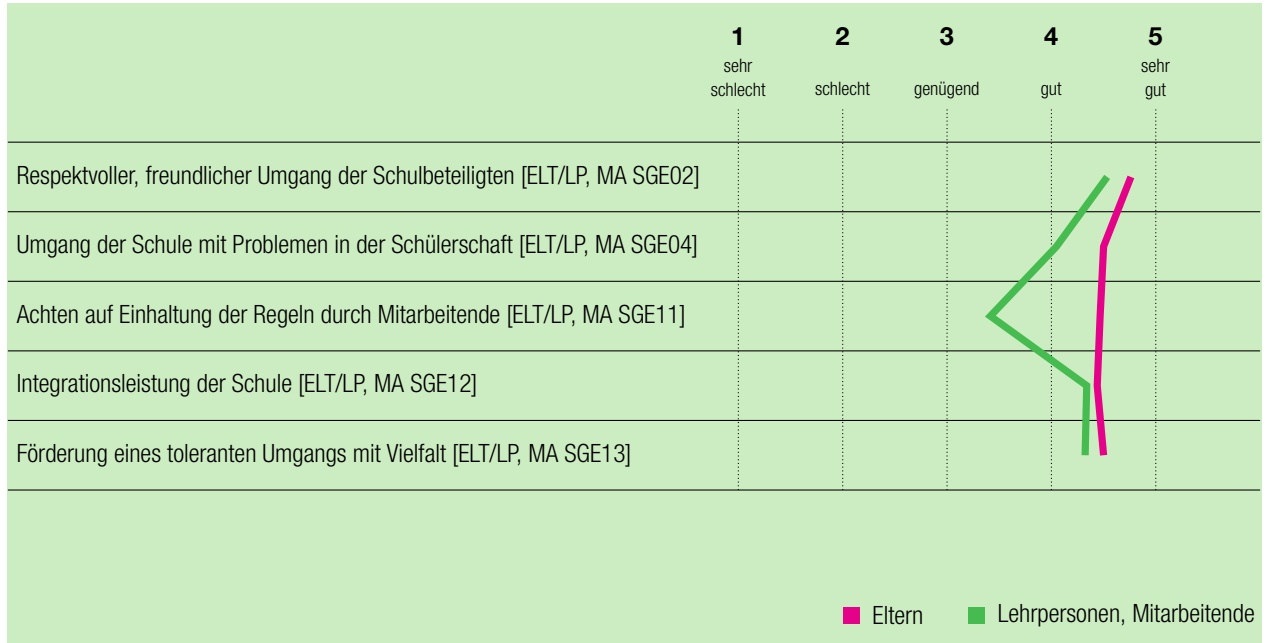 1 2 3 4 5
sehr schlecht schlecht genügend gut sehr gut
Respektvoller, freundlicher Umgang der Schulbeteiligten [ELT/LP, MA SGE02]
Umgang der Schule mit Problemen in der Schülerschaft [ELT/LP, MA SGE04]
Achten auf Einhaltung der Regeln durch Mitarbeitende [ELT/LP, MA SGE11]
Integrationsleistung der Schule [ELT/LP, MA SGE12]
Förderung eines toleranten Umgangs mit Vielfalt [ELT/LP, MA SGE13]
Eltern Lehrpersonen, Mitarbeitende